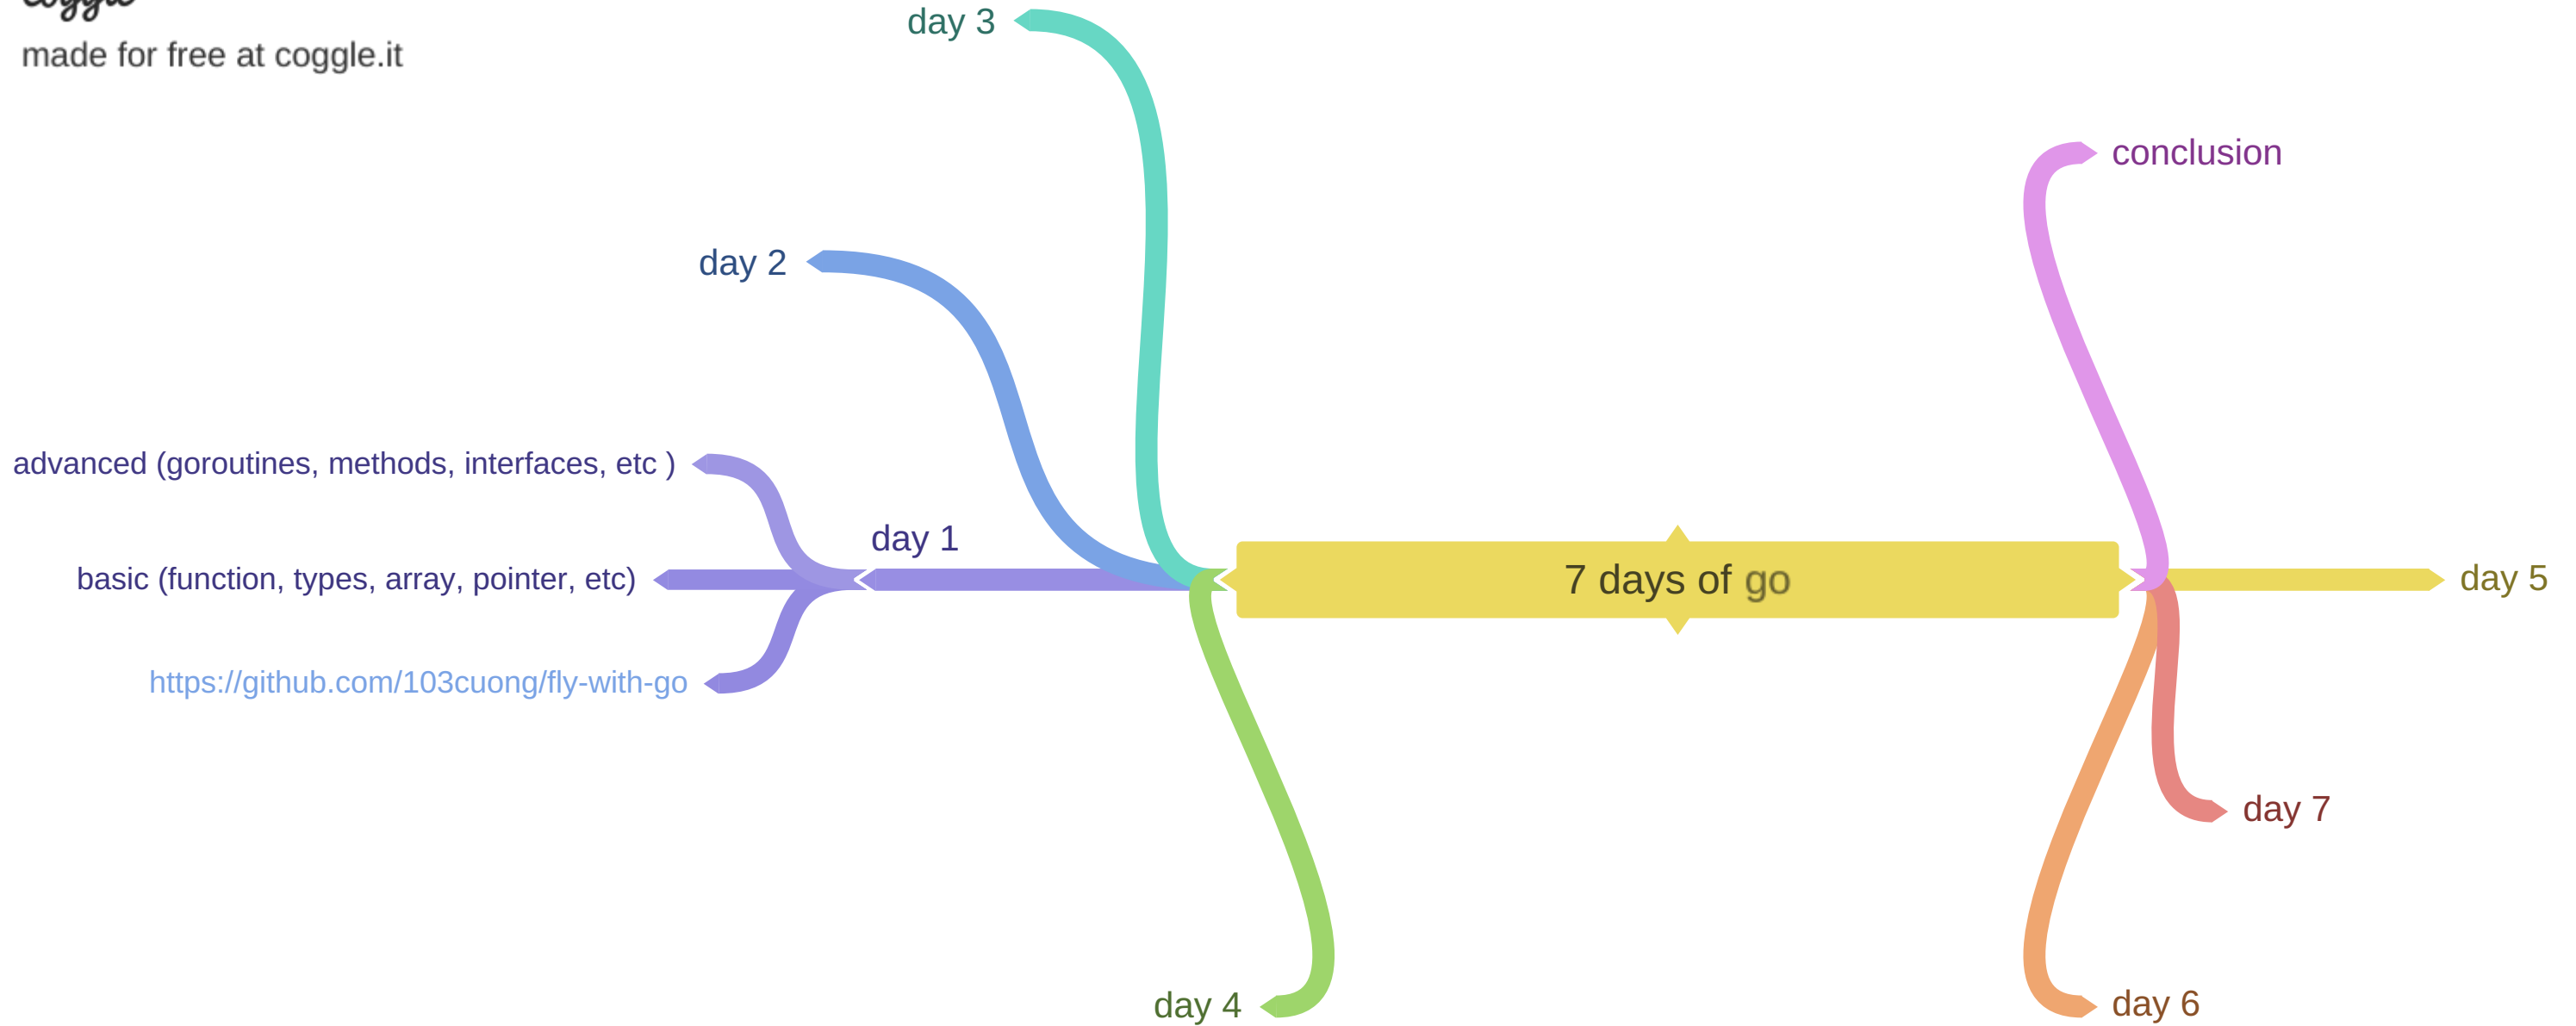 coggle
made for free at coggle.it
day 3
conclusion
day 2
advanced (goroutines, methods, interfaces, etc )
day 1
basic (function, types, array, pointer, etc)
7 days of go
day 5
https://github.com/103cuong/fly-with-go
day 7
day 4
day 6